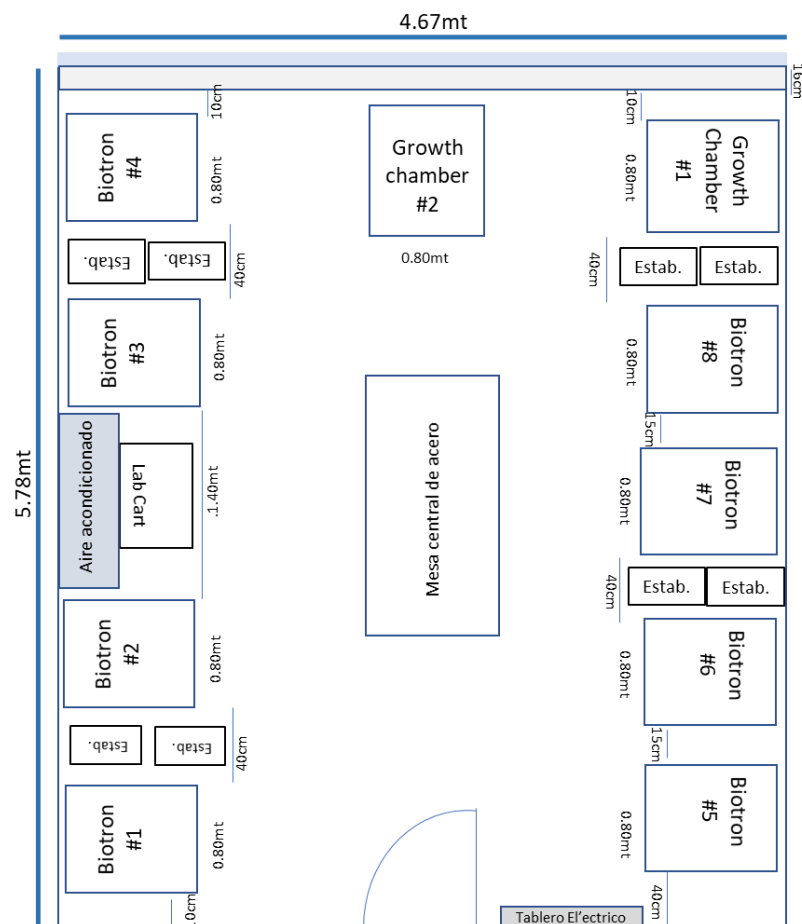 4.67mt
16cm
10cm
10cm
Biotron
#4
0.80mt
Growth
chamber
#2
0.80mt
Growth
Chamber
#1
0.80mt
Estab.
Estab.
40cm
40cm
Estab.
Estab.
Biotron
#3
0.80mt
Biotron
#8
0.80mt
15cm
5.78mt
Aire acondicionado
Lab Cart
.1.40mt
Mesa central de acero
Biotron
#7
0.80mt
40cm
Estab.
Estab.
Biotron
#2
0.80mt
Biotron
#6
0.80mt
15cm
Estab.
Estab.
40cm
Biotron
#1
0.80mt
Biotron
#5
0.80mt
40cm
Tablero El’ectrico